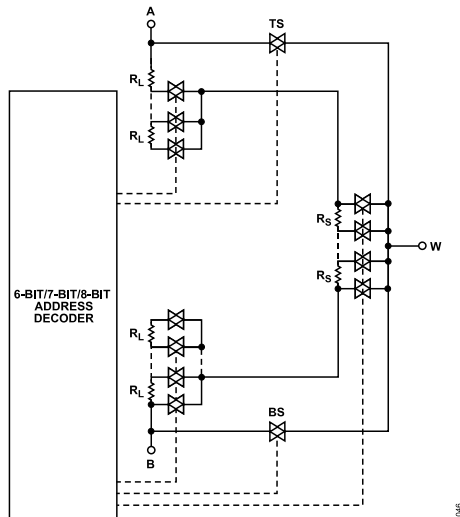 A
TS
RL
RL
RS
W
RS
6-BIT/7-BIT/8-BIT
ADDRESS
DECODER
RL
RL
BS
B